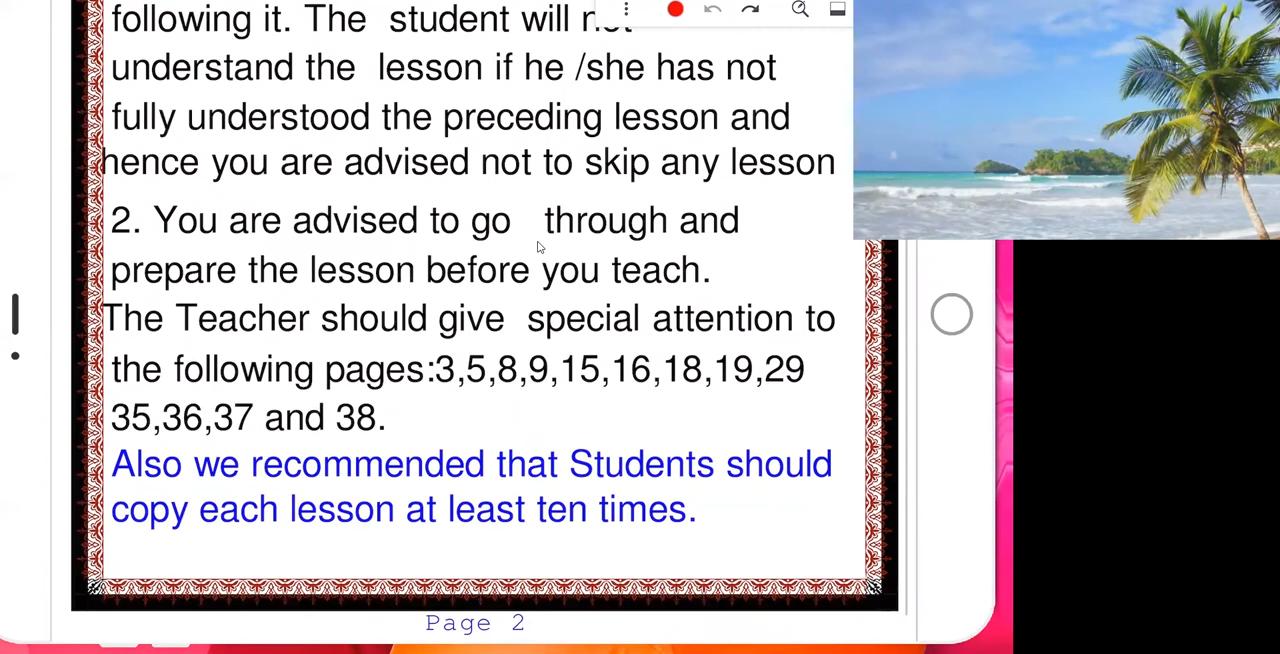 following it. The student will not
understand the lesson if he /she has not
fully understood the preceding lesson and
hence you are advised not to skip any lesson
2. You are advised to go through and
prepare the lesson before you teach.
The Teacher should give special attention to
the following pages:3,5,8,9,15,16,18,19,29
35,36,37 and 38.
Also we recommended that Students should
copy each lesson at least ten times.
Page 2